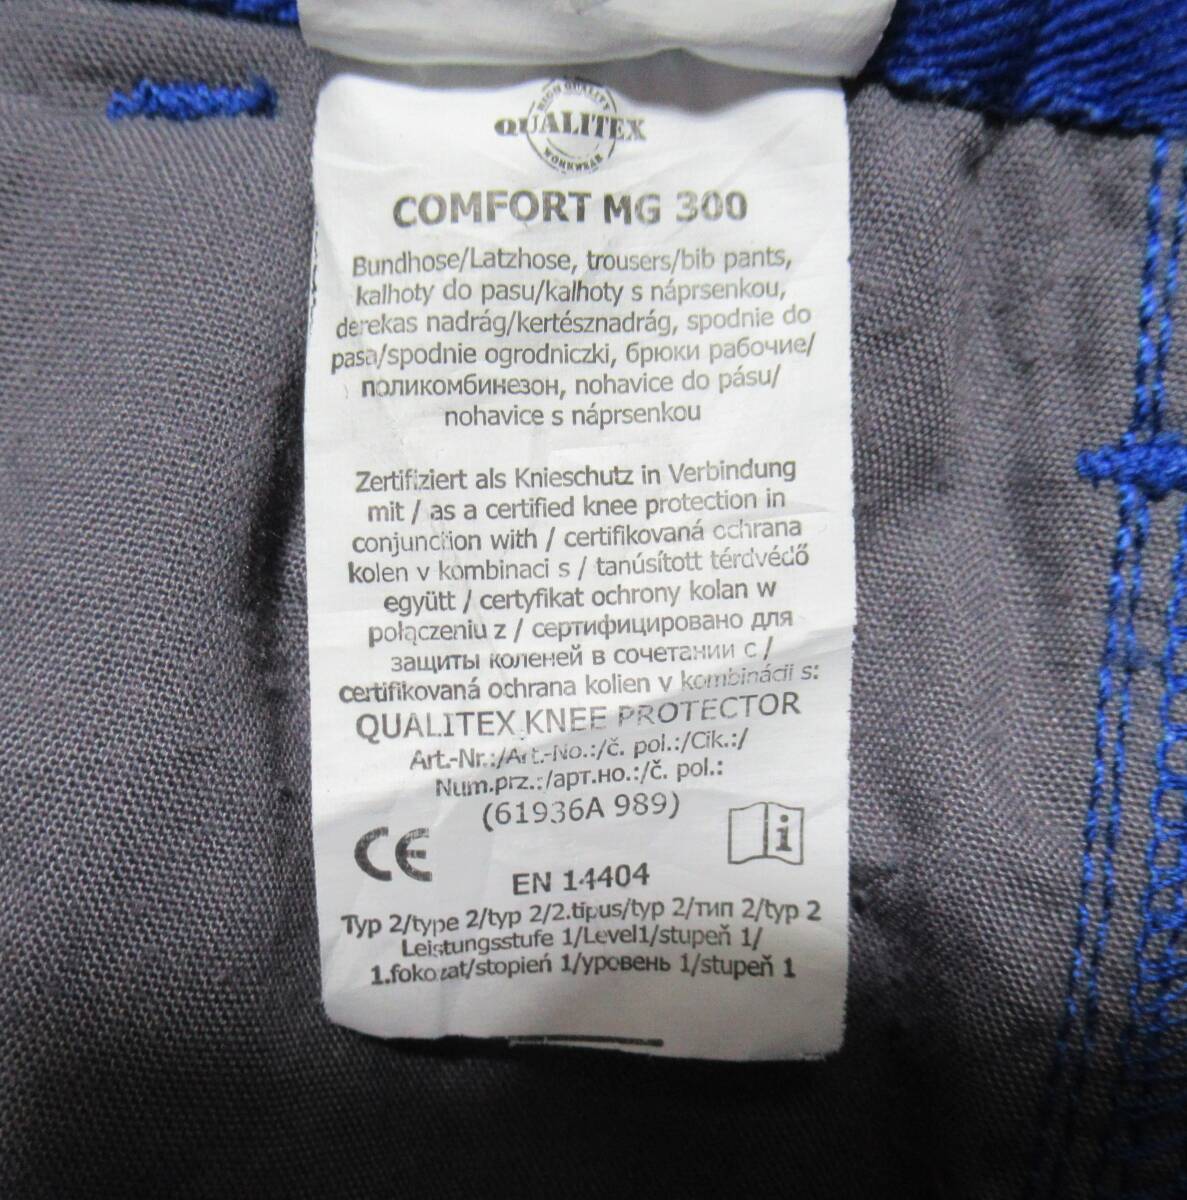 HIGH QUALITY
QUALITEX
WORKWEAR
COMFORT MG 300
Bundhose/Latzhose, trousers/bib pants,
kalhoty do pasu/kalhoty s náprsenkou,
derekas nadrág/kertésznadrág, spodnie do
pasa/spodnie ogrodniczki, брюки рабочие/
поликомбинезон, nohavice do pásu/
nohavice s náprsenkou
Zertifiziert als Knieschutz in Verbindung
mit / as a certified knee protection in
conjunction with / certifikovaná ochrana
kolen v kombinaci s / tanúsított térdvédő
együtt / certyfikat ochrony kolan w
połączeniu z / сертифицировано для
защиты коленей в сочетании с /
certifikovaná ochrana kolien v kombinácii s:
QUALITEX KNEE PROTECTOR
Art.-Nr.:/Art.-No.:/č. pol.:/Cik.:/
Num.prz.:/арт.но.:/č. pol.:
(61936A 989)
CE
i
EN 14404
Typ 2/type 2/typ 2/2.tipus/typ 2/тип 2/typ 2
Leistungsstufe 1/Level1/stupeň 1/
1.fokozat/stopień 1/уровень 1/stupeň 1